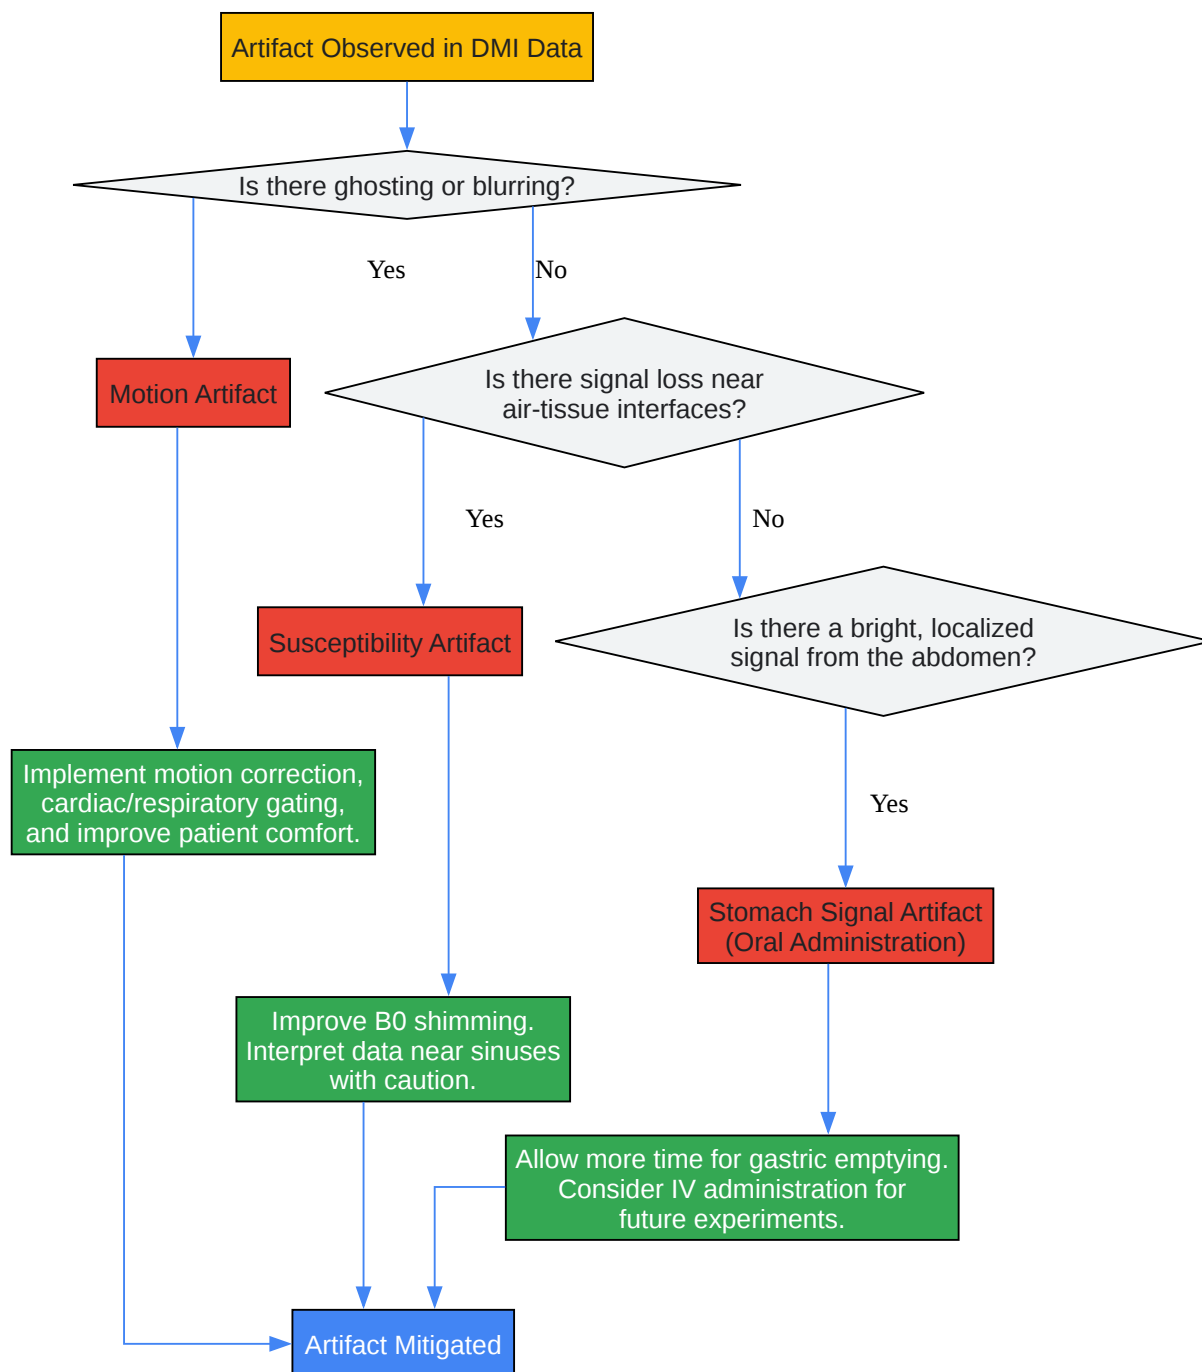 Artifact Observed in DMI Data
Is there ghosting or blurring?
Yes
No
Motion Artifact
Is there signal loss near
air-tissue interfaces?
Yes
No
Susceptibility Artifact
Is there a bright, localized
signal from the abdomen?
Implement motion correction,
cardiac/respiratory gating,
and improve patient comfort.
Yes
Stomach Signal Artifact
(Oral Administration)
Improve B0 shimming.
Interpret data near sinuses
with caution.
Allow more time for gastric emptying.
Consider IV administration for
future experiments.
Artifact Mitigated